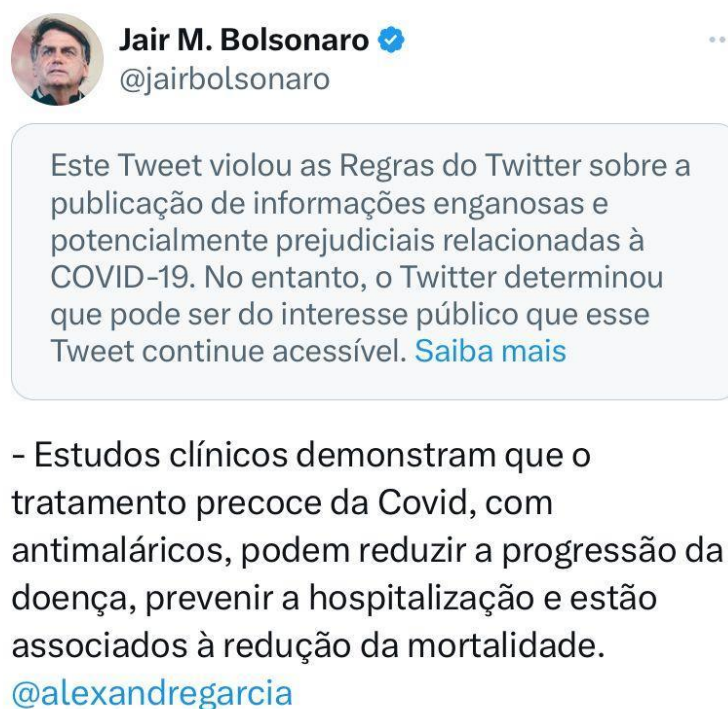 Jair M. Bolsonaro
@jairbolsonaro
Este Tweet violou as Regras do Twitter sobre a
publicação de informações enganosas e
potencialmente prejudiciais relacionadas à
COVID-19. No entanto, o Twitter determinou
que pode ser do interesse público que esse
Tweet continue acessível. Saiba mais
- Estudos clínicos demonstram que o
tratamento precoce da Covid, com
antimaláricos, podem reduzir a progressão da
doença, prevenir a hospitalização e estão
associados à redução da mortalidade.
@alexandregarcia